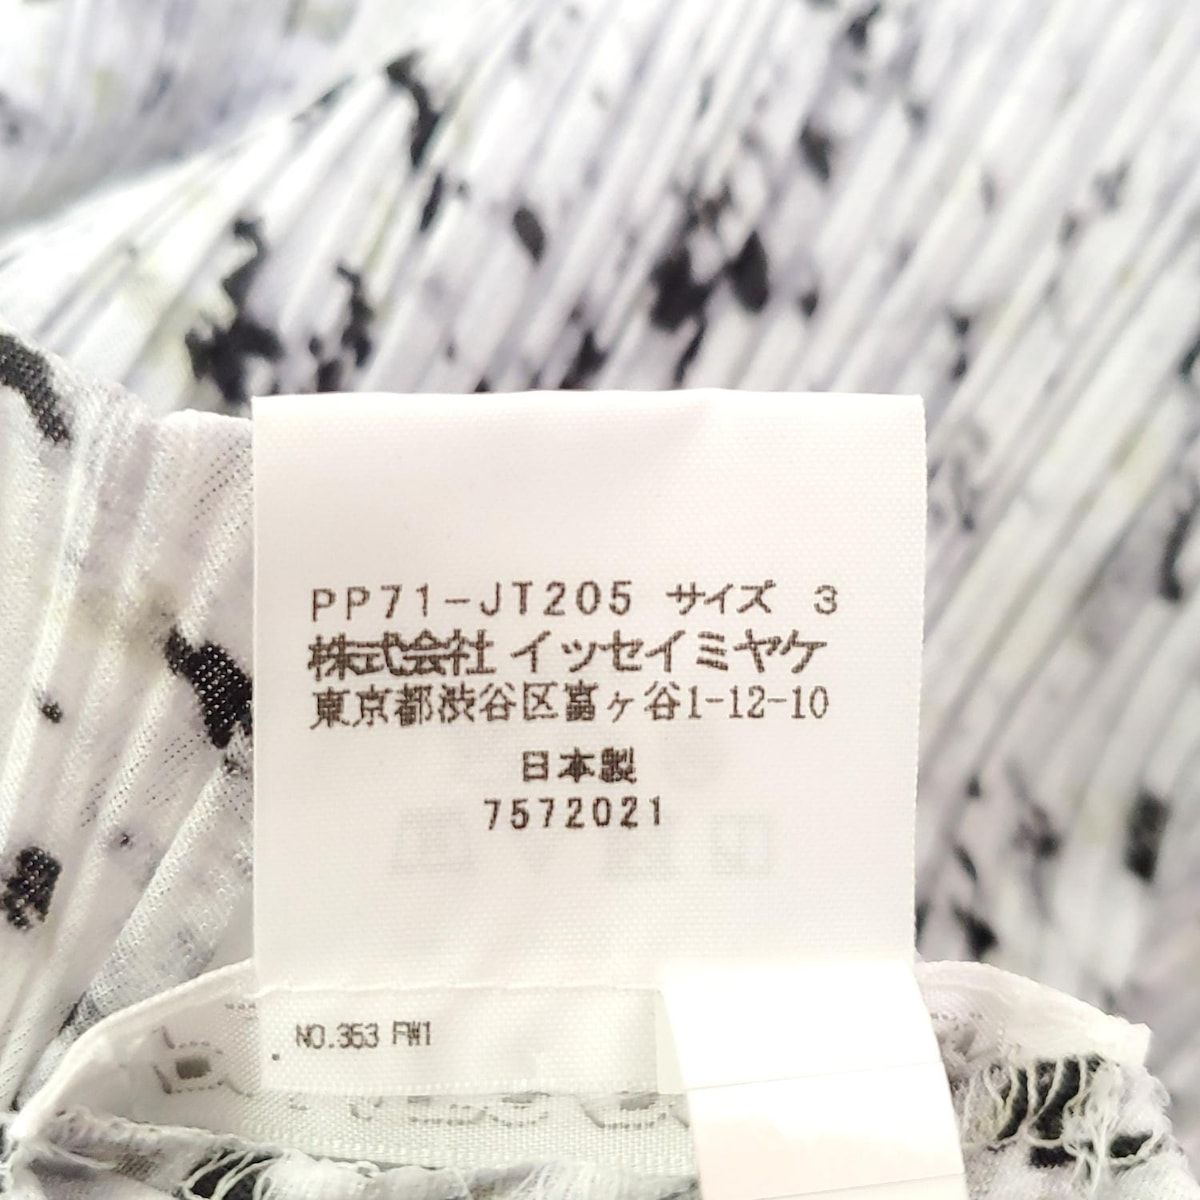 PP71-JT205 サイズ 3
株式会社 イッセイミヤケ
東京都渋谷区富ヶ谷1-12-10
日本製
7572021
NO.353 FW1